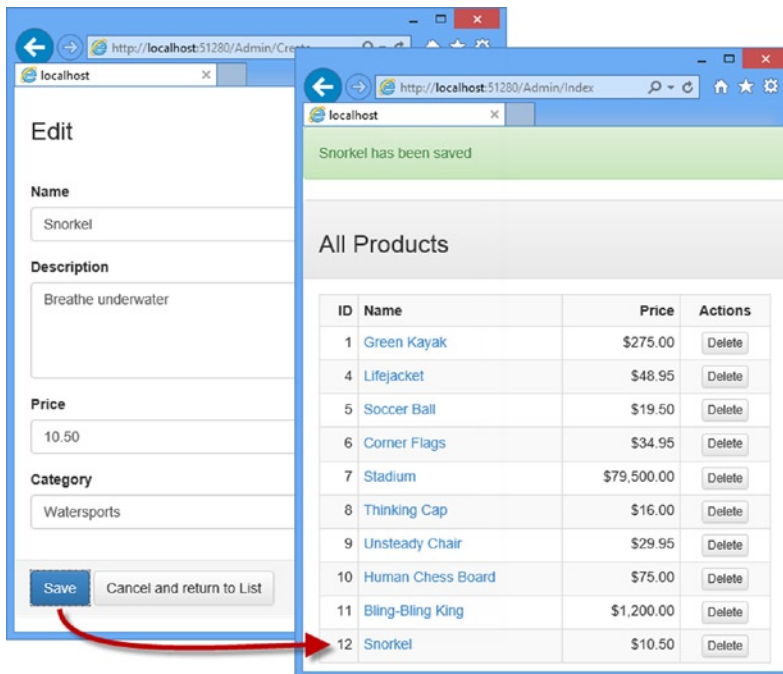 http://localhost:51280/Admin/Create
localhost
Edit
Name
Snorkel
Description
Breathe underwater
Price
10.50
Category
Watersports
Save
Cancel and return to List
http://localhost:51280/Admin/Index
localhost
Snorkel has been saved
All Products
ID Name Price Actions
1 Green Kayak $275.00 Delete
4 Lifejacket $48.95 Delete
5 Soccer Ball $19.50 Delete
6 Corner Flags $34.95 Delete
7 Stadium $79,500.00 Delete
8 Thinking Cap $16.00 Delete
9 Unsteady Chair $29.95 Delete
10 Human Chess Board $75.00 Delete
11 Bling-Bling King $1,200.00 Delete
12 Snorkel $10.50 Delete